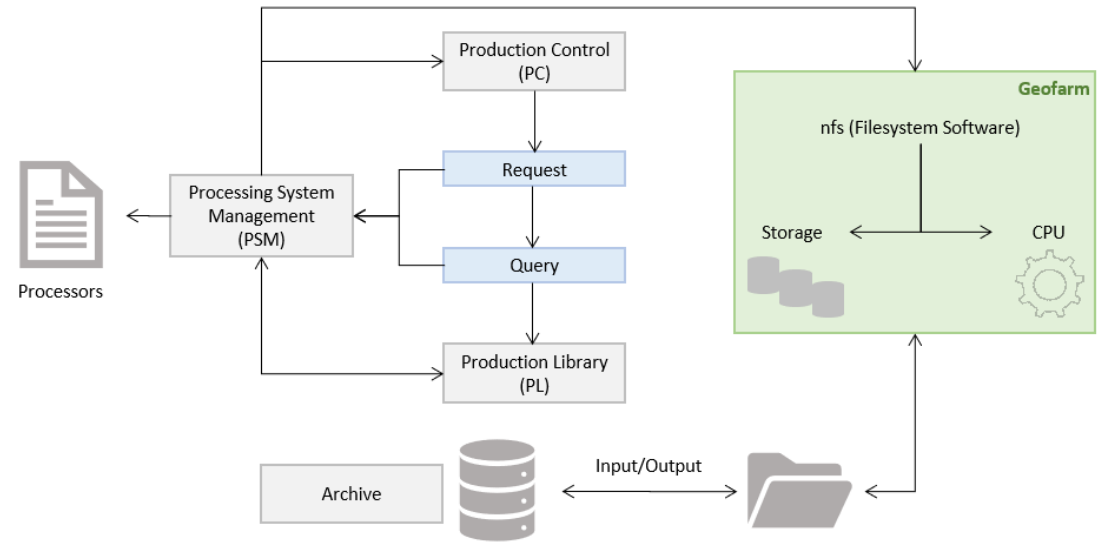 Production Control
(PC)
Geofarm
nfs (Filesystem Software)
Request
Processing System
Management
(PSM)
Storage
CPU
Query
Processors
Production Library
(PL)
Input/Output
Archive